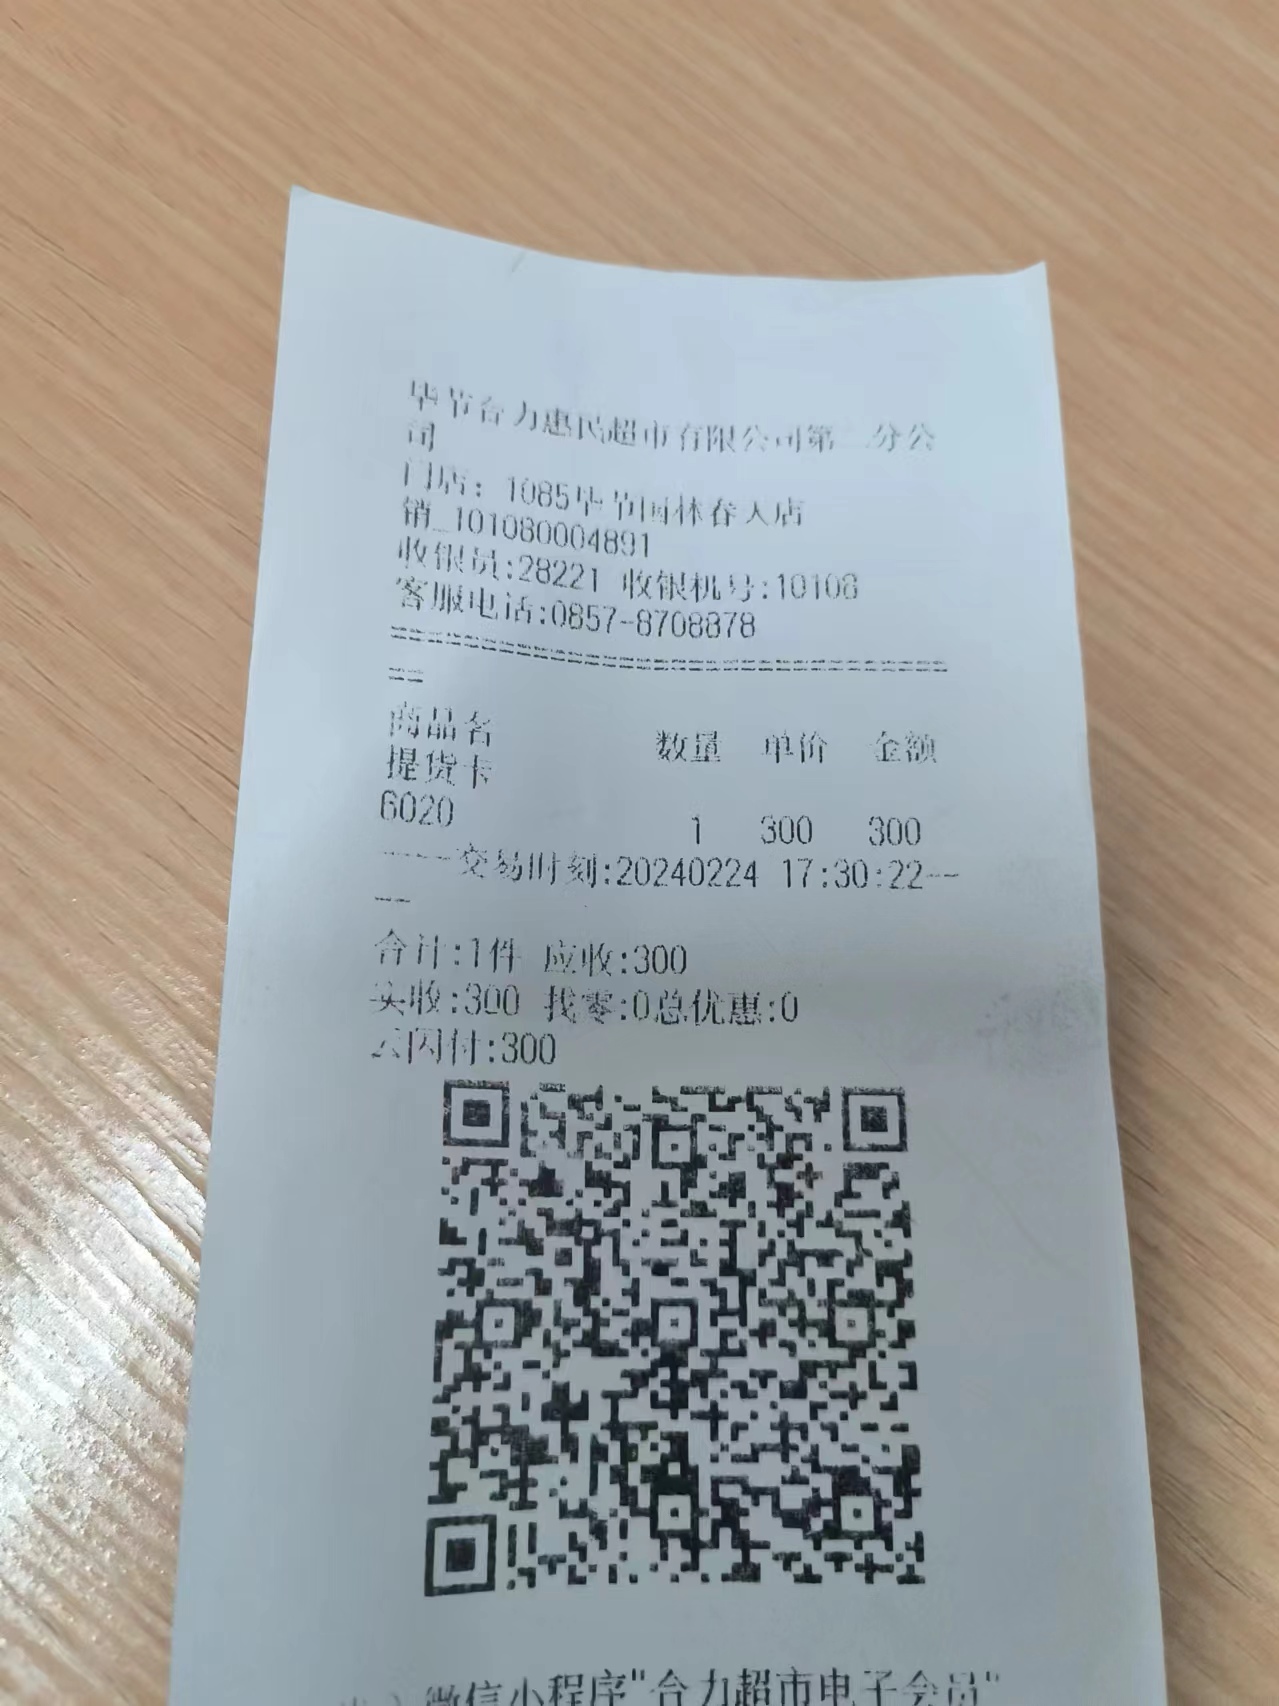 毕节合力惠民超市有限公司第二分公
司
门店：1085毕节园林春天店
销_101080004891
收银员:28221 收银机号:10108
客服电话:0857-8708878
==================================================
==
商品名 数量 单价 金额
提货卡
6020 1 300 300
----交易时刻:20240224 17:30:22--
--
合计:1件 应收:300
实收:300 找零:0总优惠:0
云闪付:300
微信小程序"合力超市电子会员"